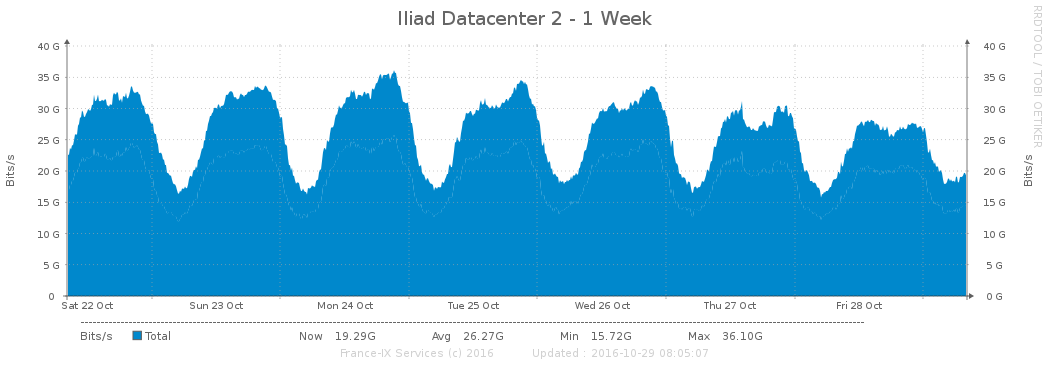 Iliad Datacenter 2 - 1 Week
RRDTOOL / TOBI OETIKER
40 G 40 G
35 G 35 G
30 G 30 G
25 G 25 G
20 G 20 G
15 G 15 G
10 G 10 G
5 G 5 G
0 0 G
Bits/s
Bits/s
Sat 22 Oct Sun 23 Oct Mon 24 Oct Tue 25 Oct Wed 26 Oct Thu 27 Oct Fri 28 Oct
Bits/s Total Now 19.29G Avg 26.27G Min 15.72G Max 36.10G
France-IX Services (c) 2016 Updated : 2016-10-29 08:05:07